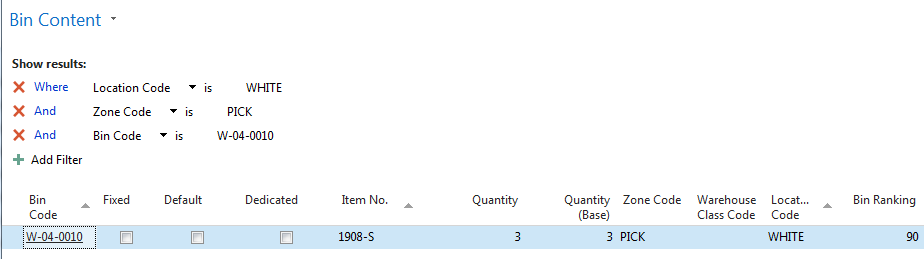 Bin Content
Show results:
Where Location Code is WHITE
And Zone Code is PICK
And Bin Code is W-04-0010
Add Filter
Bin Code Fixed Default Dedicated Item No. Quantity Quantity (Base) Zone Code Warehouse Class Code Locat... Code Bin Ranking
W-04-0010 1908-S 3 3 PICK WHITE 90